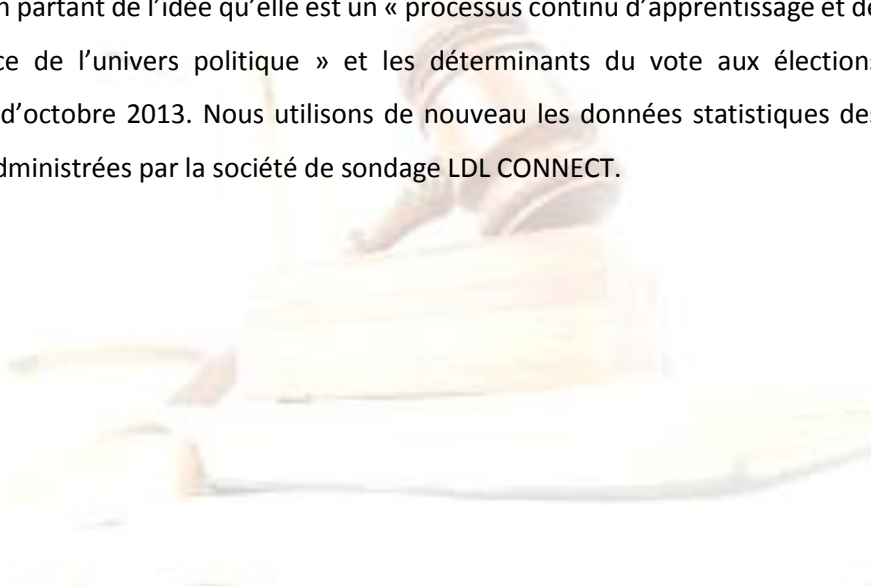 n partant de l'idée qu'elle est un « processus continu d'apprentissage et de
ce de l'univers politique » et les déterminants du vote aux élections
d'octobre 2013. Nous utilisons de nouveau les données statistiques des
dministrées par la société de sondage LDL CONNECT.